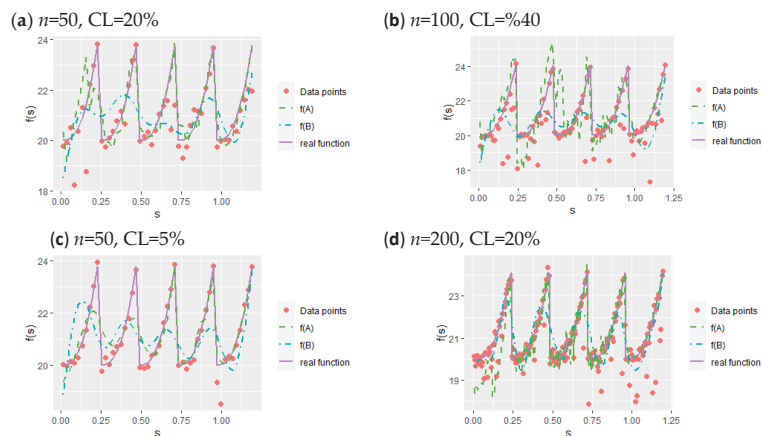 (a) n=50, CL=20%
24
22
20
18
f(s)
0.00 0.25 0.50 0.75 1.00
s
Data points
f(A)
f(B)
real function
(b) n=100, CL=%40
24
22
20
18
f(s)
0.00 0.25 0.50 0.75 1.00 1.25
s
Data points
f(A)
f(B)
real function
(c) n=50, CL=5%
24
22
20
f(s)
0.00 0.25 0.50 0.75 1.00
s
Data points
f(A)
f(B)
real function
(d) n=200, CL=20%
23
21
19
f(s)
0.00 0.25 0.50 0.75 1.00 1.25
s
Data points
f(A)
f(B)
real function